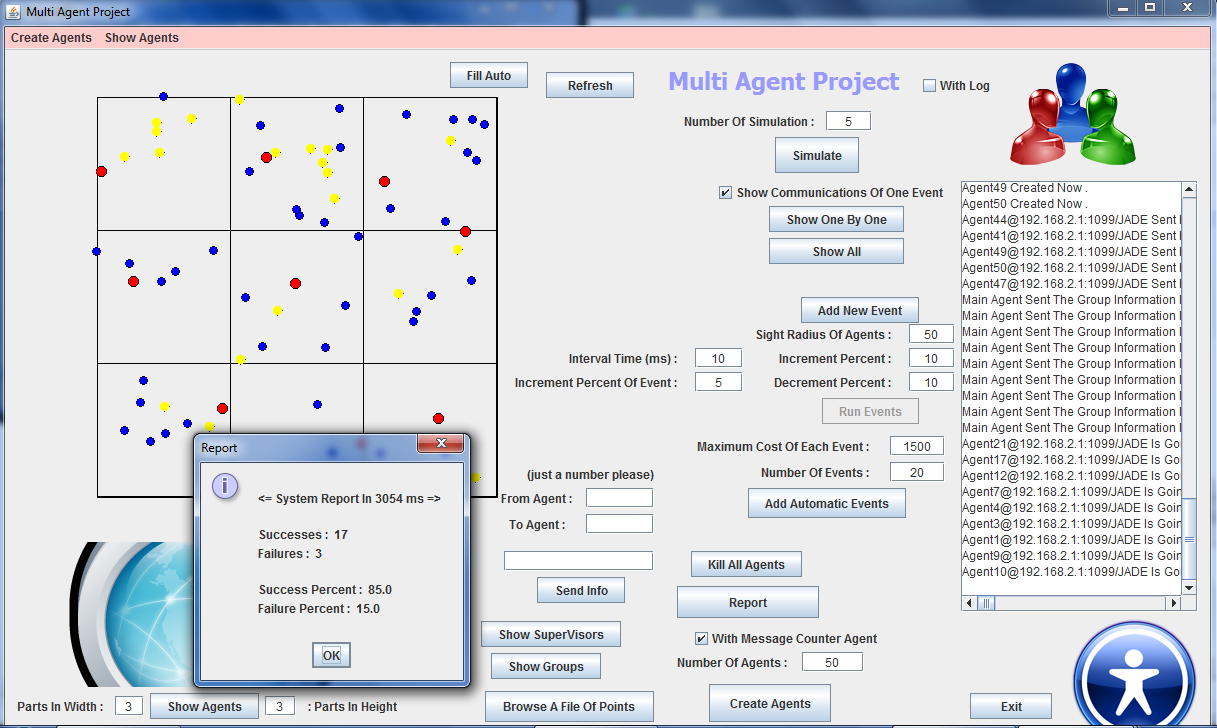 Multi Agent Project
Create Agents Show Agents
Fill Auto
Refresh
Multi Agent Project
With Log
Number Of Simulation : 5
Simulate
Show Communications Of One Event
Show One By One
Show All
Add New Event
Sight Radius Of Agents : 50
Interval Time (ms) : 10
Increment Percent : 10
Increment Percent Of Event : 5
Decrement Percent : 10
Run Events
Maximum Cost Of Each Event : 1500
Number Of Events : 20
Add Automatic Events
(just a number please)
From Agent :
To Agent :
Send Info
Kill All Agents
Report
Show SuperVisors
With Message Counter Agent
Show Groups
Number Of Agents : 50
Browse A File Of Points
Create Agents
Exit
Agent49 Created Now .
Agent50 Created Now .
Agent44@192.168.2.1:1099/JADE Sent
Agent41@192.168.2.1:1099/JADE Sent
Agent49@192.168.2.1:1099/JADE Sent
Agent50@192.168.2.1:1099/JADE Sent
Agent47@192.168.2.1:1099/JADE Sent
Main Agent Sent The Group Information
Main Agent Sent The Group Information
Main Agent Sent The Group Information
Main Agent Sent The Group Information
Main Agent Sent The Group Information
Main Agent Sent The Group Information
Main Agent Sent The Group Information
Main Agent Sent The Group Information
Main Agent Sent The Group Information
Agent21@192.168.2.1:1099/JADE Is Go
Agent17@192.168.2.1:1099/JADE Is Go
Agent12@192.168.2.1:1099/JADE Is Go
Agent7@192.168.2.1:1099/JADE Is Goin
Agent4@192.168.2.1:1099/JADE Is Goin
Agent3@192.168.2.1:1099/JADE Is Goin
Agent1@192.168.2.1:1099/JADE Is Goin
Agent9@192.168.2.1:1099/JADE Is Goin
Agent10@192.168.2.1:1099/JADE Is Go
Report
<= System Report In 3054 ms =>
Successes : 17
Failures : 3
Success Percent : 85.0
Failure Percent : 15.0
OK
Parts In Width : 3 Show Agents 3 : Parts In Height